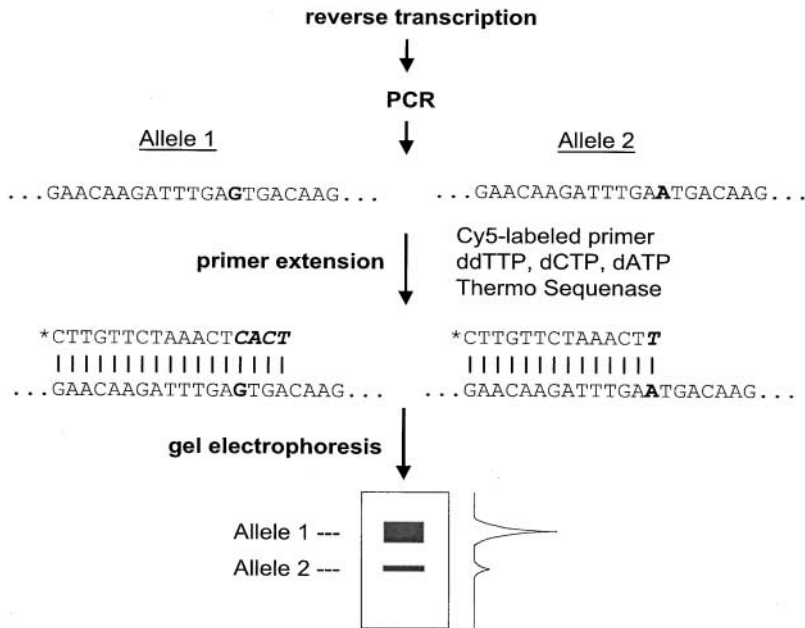 reverse transcription
PCR
Allele 1
Allele 2
...GAACAAGATTTGAGTGACAAG...
...GAACAAGATTTGAATGACAAG...
primer extension
Cy5-labeled primer
ddTTP, dCTP, dATP
Thermo Sequenase
*CTTGTTCTAAACTCACT
*CTTGTTCTAAACTT
...GAACAAGATTTGAGTGACAAG...
...GAACAAGATTTGAATGACAAG...
gel electrophoresis
Allele 1 ---
Allele 2 ---